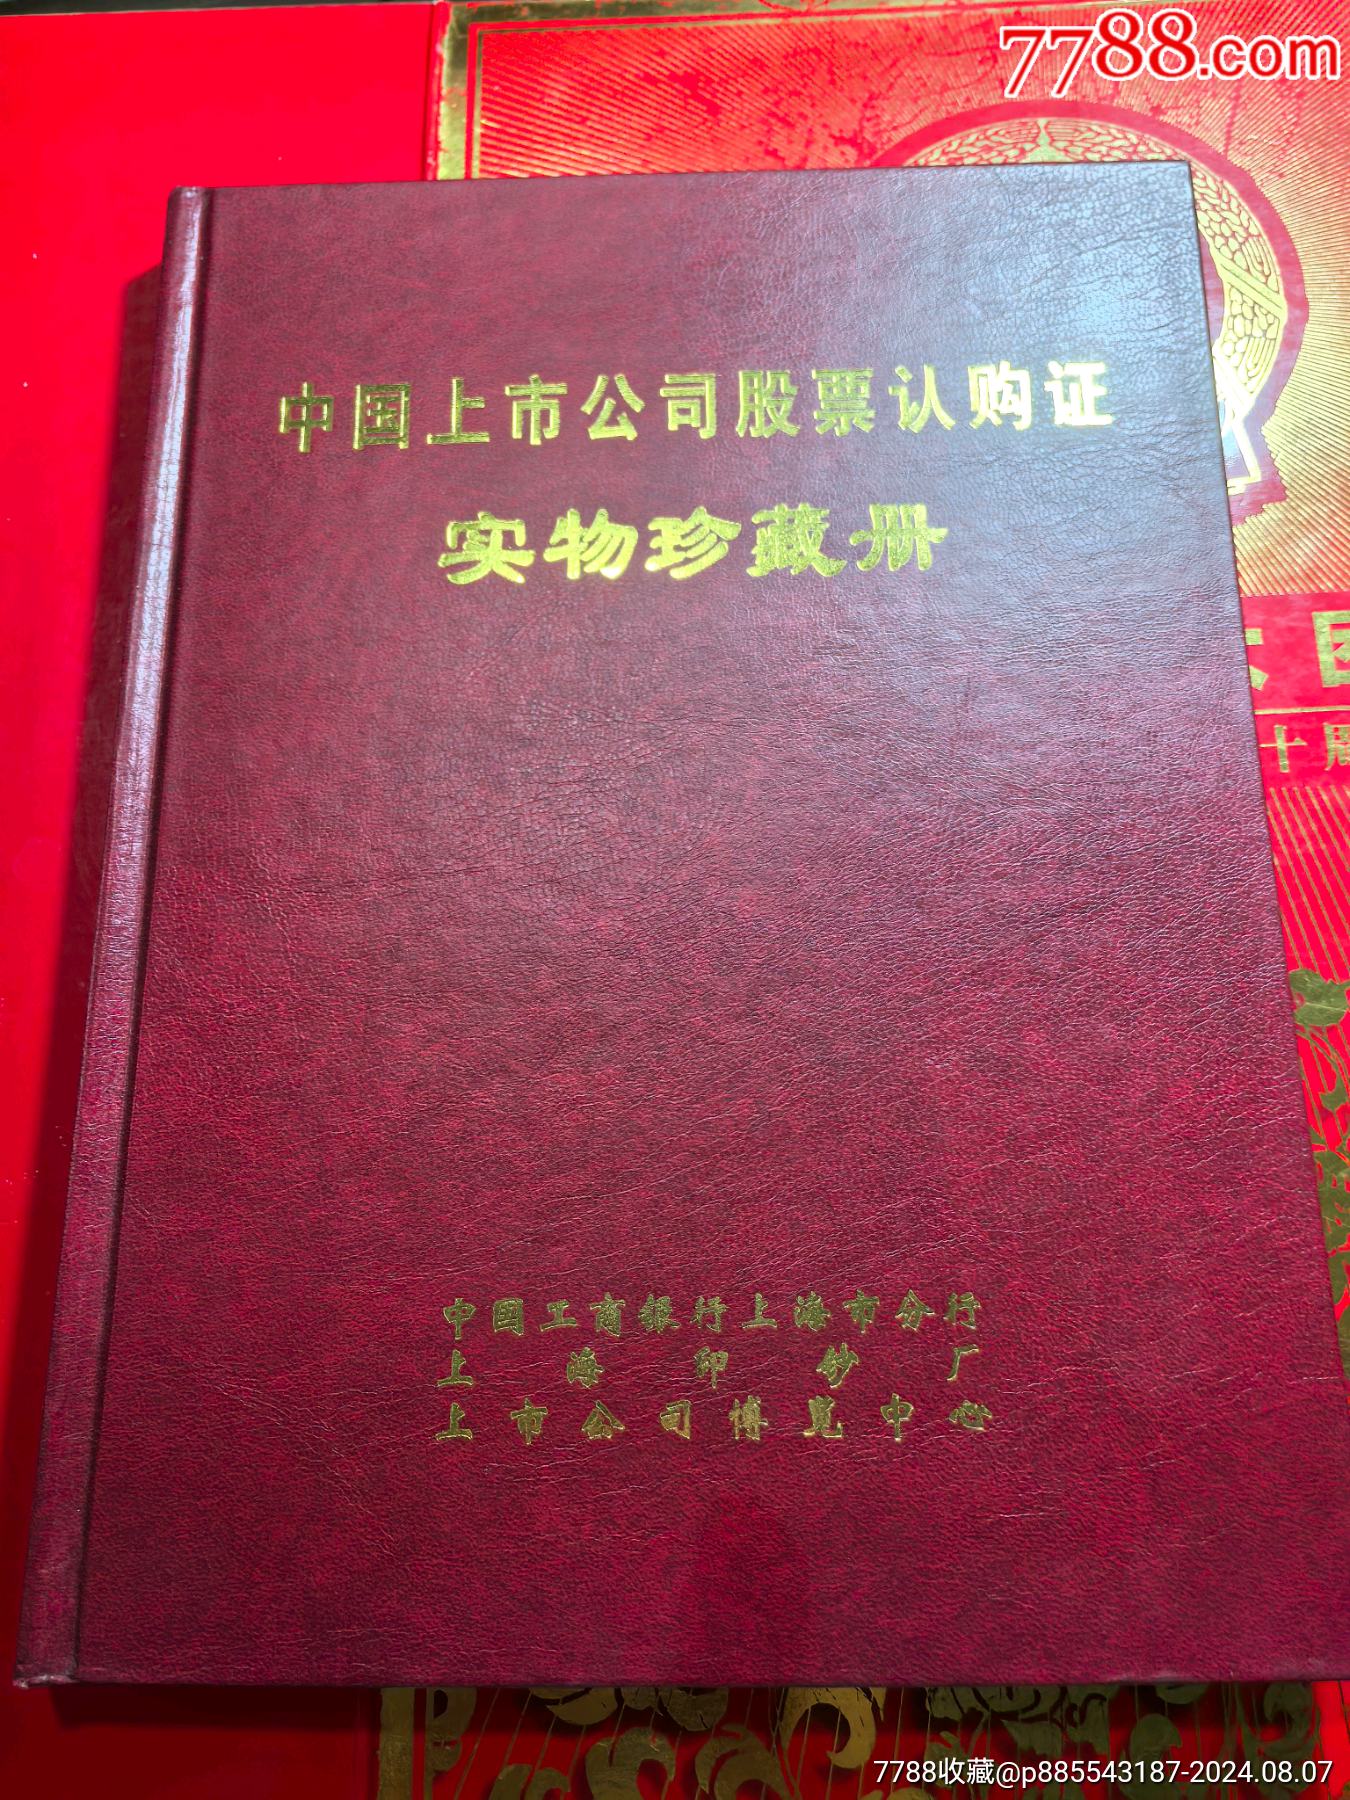 7788.com
中国上市公司股票认购证
实物珍藏册
十周
中国工商银行上海市分行
上海印钞厂
上市公司博览中心
7788收藏@p885543187-2024.08.07